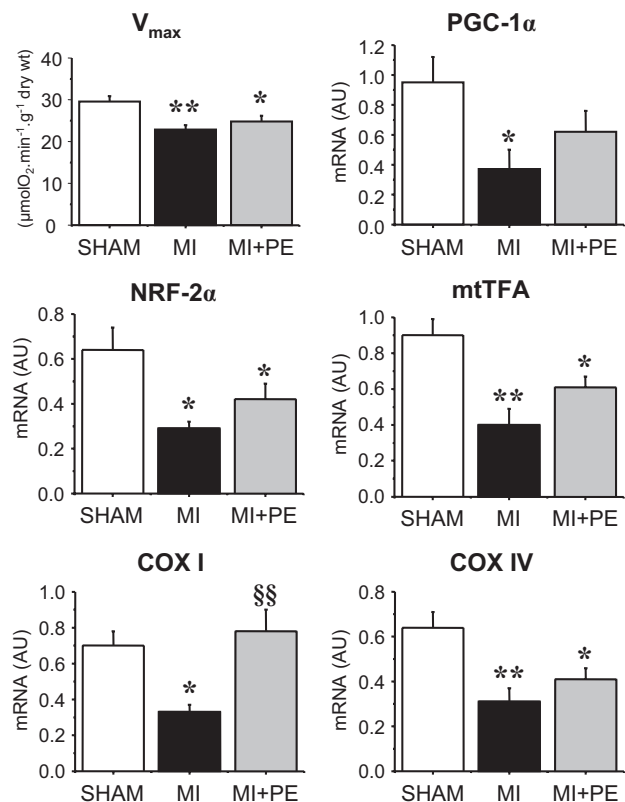 Vmax
(µmolO2.min-1.g-1 dry wt)
40
30
20
10
0
**
*
SHAM MI MI+PE
PGC-1α
mRNA (AU)
1.2
1.0
0.8
0.6
0.4
0.2
0.0
*
SHAM MI MI+PE
NRF-2α
mRNA (AU)
0.8
0.6
0.4
0.2
0.0
*
*
SHAM MI MI+PE
mtTFA
mRNA (AU)
1.0
0.8
0.6
0.4
0.2
0.0
**
*
SHAM MI MI+PE
COX I
mRNA (AU)
1.0
0.8
0.6
0.4
0.2
0.0
*
§§
SHAM MI MI+PE
COX IV
mRNA (AU)
0.8
0.6
0.4
0.2
0.0
**
*
SHAM MI MI+PE